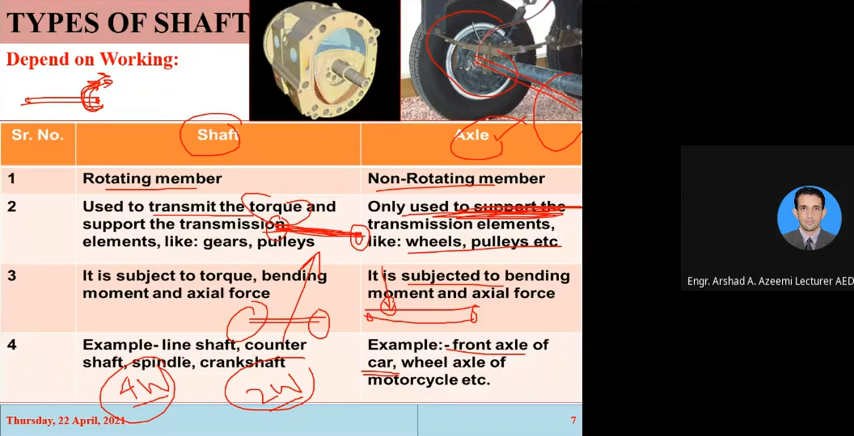 TYPES OF SHAFT
Depend on Working:
Sr. No. Shaft Axle
1 Rotating member Non-Rotating member
2 Used to transmit the torque and Only used to support the
support the transmission transmission elements,
elements, like: gears, pulleys like: wheels, pulleys etc
3 It is subject to torque, bending It is subjected to bending
moment and axial force moment and axial force
4 Example- line shaft, counter Example:- front axle of
shaft, spindle, crankshaft car, wheel axle of
motorcycle etc.
4W 2W
Thursday, 22 April, 2021 7
Engr. Arshad A. Azeemi Lecturer AED